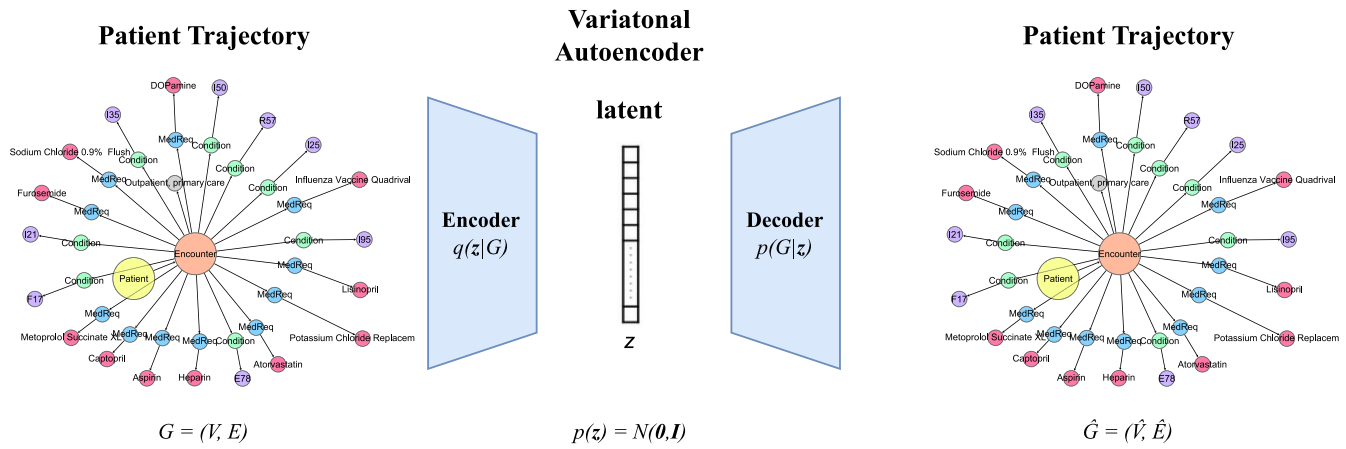 Patient Trajectory
DOPamine
I50
I35
R57
MedReq
Condition
I25
Sodium Chloride 0.9% Flush
Condition
Condition
MedReq
Outpatient, primary care
Condition
Influenza Vaccine Quadrival
Furosemide
MedReq
MedReq
I21
Condition
Encounter
Condition
I95
Condition
Patient
MedReq
F17
MedReq
Lisinopril
MedReq
MedReq
Metoprolol Succinate XL
MedReq
MedReq
MedReq
Condition
Potassium Chloride Replacem
Captopril
Atorvastatin
Aspirin
Heparin
E78
G = (V, E)
Variatonal
Autoencoder
latent
Encoder
q(z|G)
Decoder
p(G|z)
z
p(z) = N(0,I)
Patient Trajectory
DOPamine
I50
I35
R57
MedReq
Condition
I25
Sodium Chloride 0.9% Flush
Condition
Condition
MedReq
Outpatient, primary care
Condition
Influenza Vaccine Quadrival
Furosemide
MedReq
MedReq
I21
Condition
Encounter
Condition
I95
Condition
Patient
MedReq
F17
MedReq
Lisinopril
MedReq
MedReq
Metoprolol Succinate XL
MedReq
MedReq
MedReq
Condition
Potassium Chloride Replacem
Captopril
Atorvastatin
Aspirin
Heparin
E78
Ĝ = (V̂, Ê)